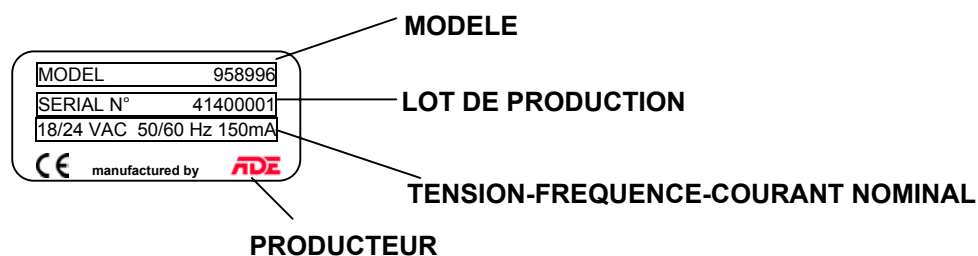 MODELE
MODEL 958996
SERIAL N° 41400001
LOT DE PRODUCTION
18/24 VAC 50/60 Hz 150mA
CE manufactured by ADE
TENSION-FREQUENCE-COURANT NOMINAL
PRODUCTEUR